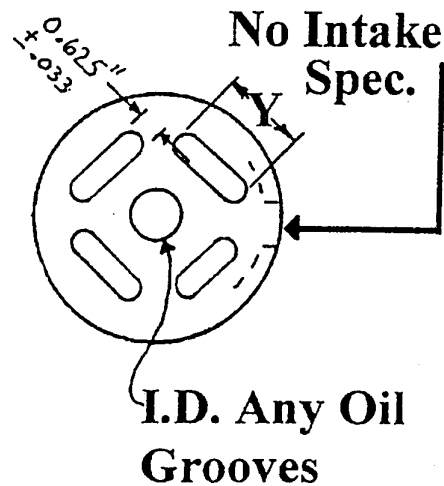 0.625"
±.033
No Intake
Spec.
Y
I.D. Any Oil
Grooves